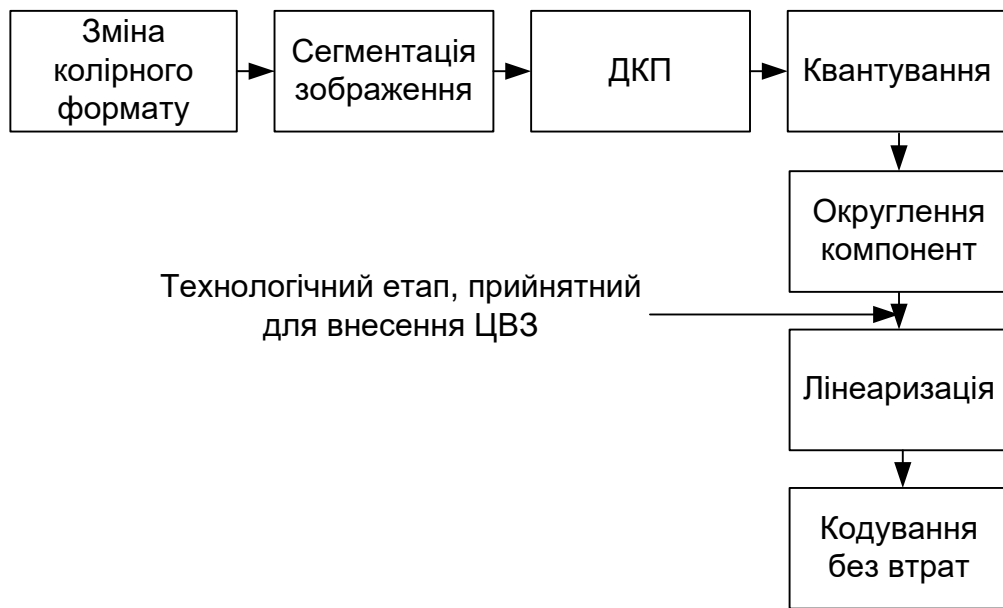 Зміна
колірного
формату
Сегментація
зображення
ДКП
Квантування
Округлення
компонент
Технологічний етап, прийнятний
для внесення ЦВЗ
Лінеаризація
Кодування
без втрат